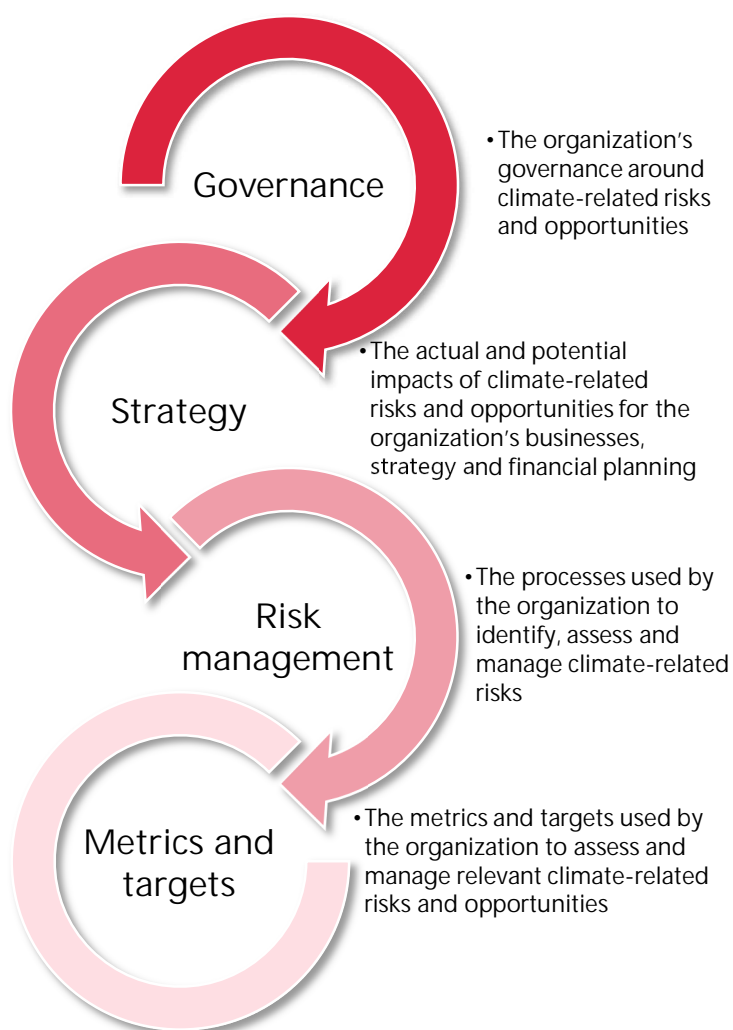 Governance
• The organization's
governance around
climate-related risks
and opportunities
Strategy
• The actual and potential
impacts of climate-related
risks and opportunities for the
organization's businesses,
strategy and financial planning
Risk
management
• The processes used by
the organization to
identify, assess and
manage climate-related
risks
Metrics and
targets
• The metrics and targets used by
the organization to assess and
manage relevant climate-related
risks and opportunities